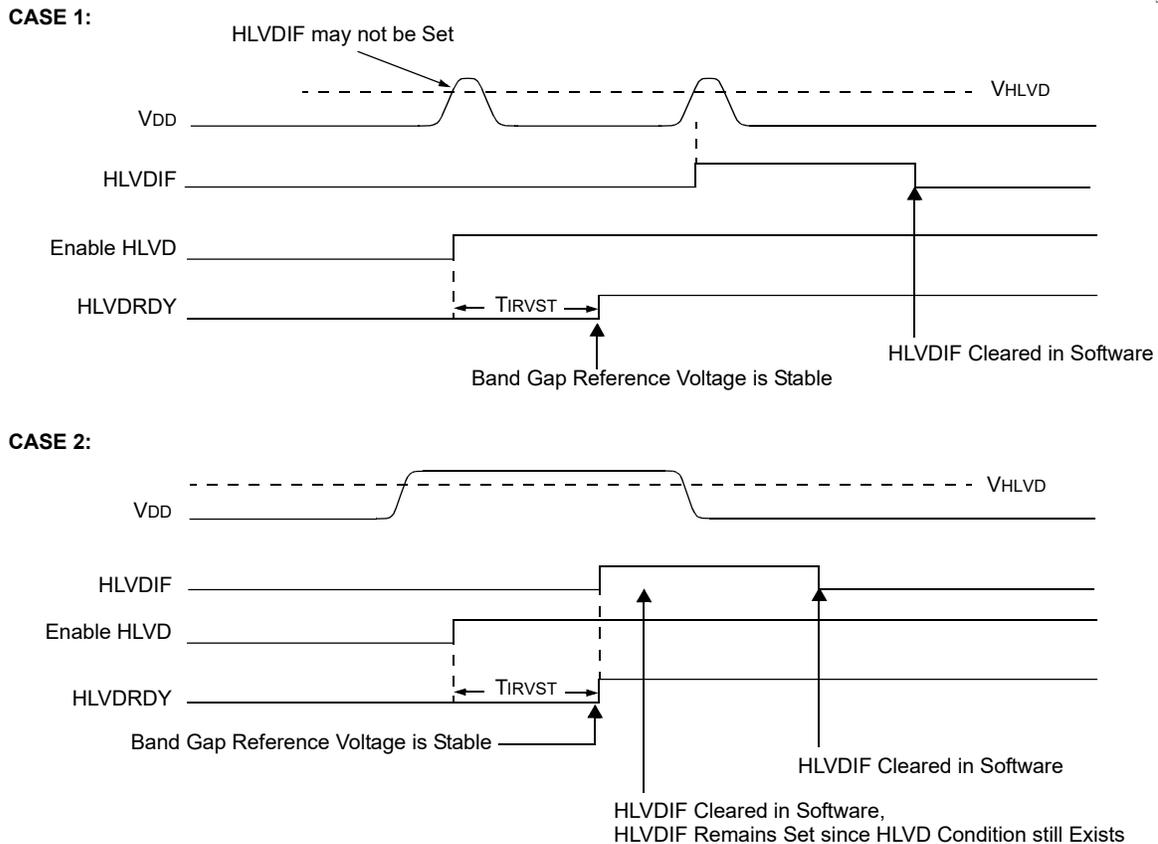 CASE 1:
HLVDIF may not be Set
VHLVD
VDD
HLVDIF
Enable HLVD
HLVDRDY
TIRVST
HLVDIF Cleared in Software
Band Gap Reference Voltage is Stable
CASE 2:
VHLVD
VDD
HLVDIF
Enable HLVD
HLVDRDY
TIRVST
Band Gap Reference Voltage is Stable
HLVDIF Cleared in Software
HLVDIF Cleared in Software,
HLVDIF Remains Set since HLVD Condition still Exists